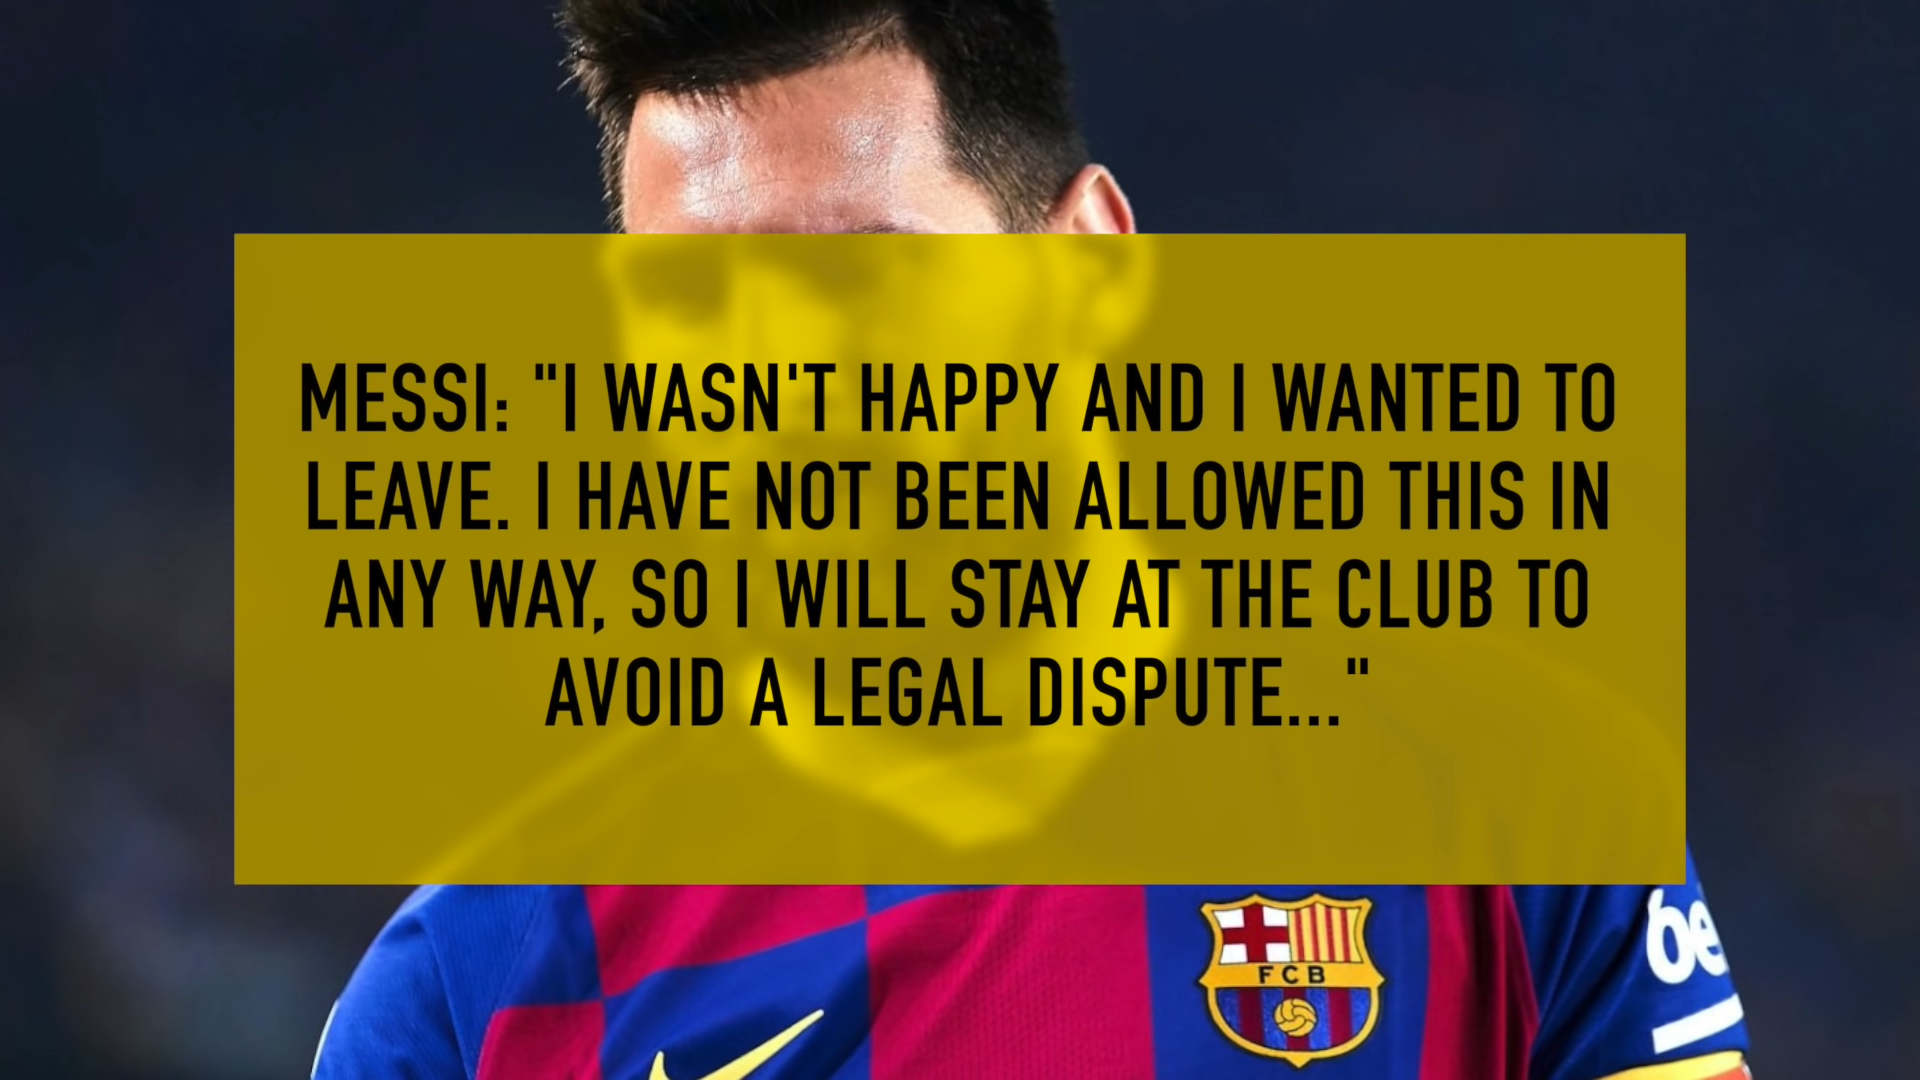 MESSI: "I WASN'T HAPPY AND I WANTED TO
LEAVE. I HAVE NOT BEEN ALLOWED THIS IN
ANY WAY, SO I WILL STAY AT THE CLUB TO
AVOID A LEGAL DISPUTE..."
FCB
be